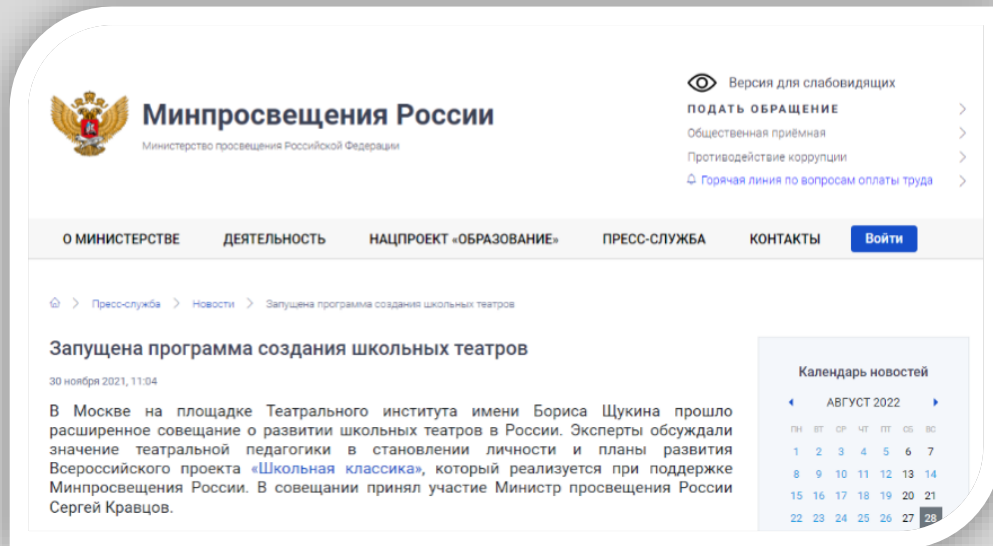 Версия для слабовидящих
Минпросвещения России
Министерство просвещения Российской Федерации
ПОДАТЬ ОБРАЩЕНИЕ
Общественная приёмная
Противодействие коррупции
Горячая линия по вопросам оплаты труда
О МИНИСТЕРСТВЕ ДЕЯТЕЛЬНОСТЬ НАЦПРОЕКТ «ОБРАЗОВАНИЕ» ПРЕСС-СЛУЖБА КОНТАКТЫ Войти
Пресс-служба > Новости > Запущена программа создания школьных театров
Запущена программа создания школьных театров
30 ноября 2021, 11:04
В Москве на площадке Театрального института имени Бориса Щукина прошло
расширенное совещание о развитии школьных театров в России. Эксперты обсуждали
значение театральной педагогики в становлении личности и планы развития
Всероссийского проекта «Школьная классика», который реализуется при поддержке
Минпросвещения России. В совещании принял участие Министр просвещения России
Сергей Кравцов.
Календарь новостей
АВГУСТ 2022
ПН ВТ СР ЧТ ПТ СБ ВС
1 2 3 4 5 6 7
8 9 10 11 12 13 14
15 16 17 18 19 20 21
22 23 24 25 26 27 28